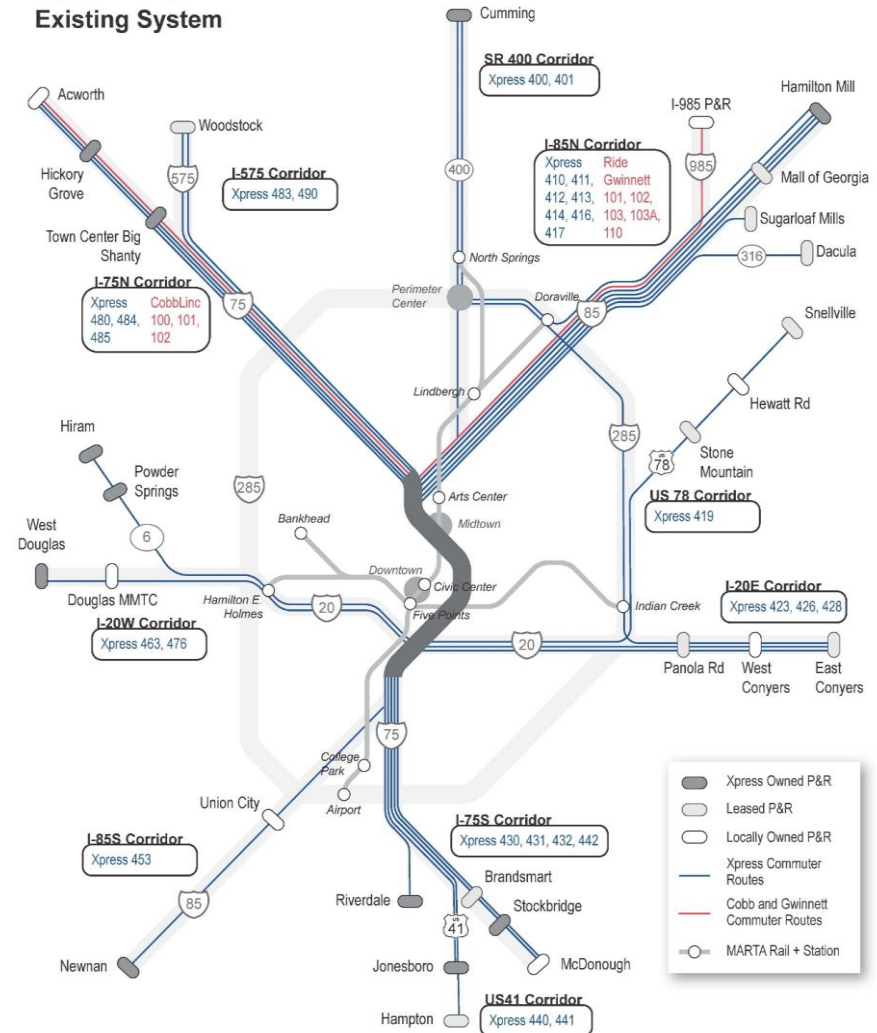 Existing System
Cumming
SR 400 Corridor
Xpress 400, 401
Hamilton Mill
Acworth
I-985 P&R
Woodstock
I-85N Corridor
Xpress Ride
410, 411, Gwinnett
412, 413, 101, 102,
414, 416, 103, 103A,
417 110
400
985
Hickory
Grove
575
I-575 Corridor
Xpress 483, 490
Mall of Georgia
Town Center Big
Shanty
Sugarloaf Mills
North Springs
316
Dacula
I-75N Corridor
Xpress CobbLinc
480, 484, 100, 101,
485 102
75
Perimeter
Center
Doraville
85
Snellville
Lindbergh
Hewatt Rd
Hiram
285
Stone
Mountain
US
78
Powder
Springs
285
Arts Center
US 78 Corridor
Xpress 419
Bankhead
Midtown
West
Douglas
6
Downtown
Civic Center
I-20E Corridor
Xpress 423, 426, 428
Douglas MMTC
Hamilton E.
Holmes
20
Five Points
Indian Creek
I-20W Corridor
Xpress 463, 476
20
Panola Rd
West
Conyers
East
Conyers
75
College
Park
Airport
Union City
I-85S Corridor
Xpress 453
I-75S Corridor
Xpress 430, 431, 432, 442
85
Riverdale
Brandsmart
Stockbridge
US
41
Newnan
Jonesboro
McDonough
Hampton
US41 Corridor
Xpress 440, 441
Xpress Owned P&R
Leased P&R
Locally Owned P&R
Xpress Commuter
Routes
Cobb and Gwinnett
Commuter Routes
MARTA Rail + Station